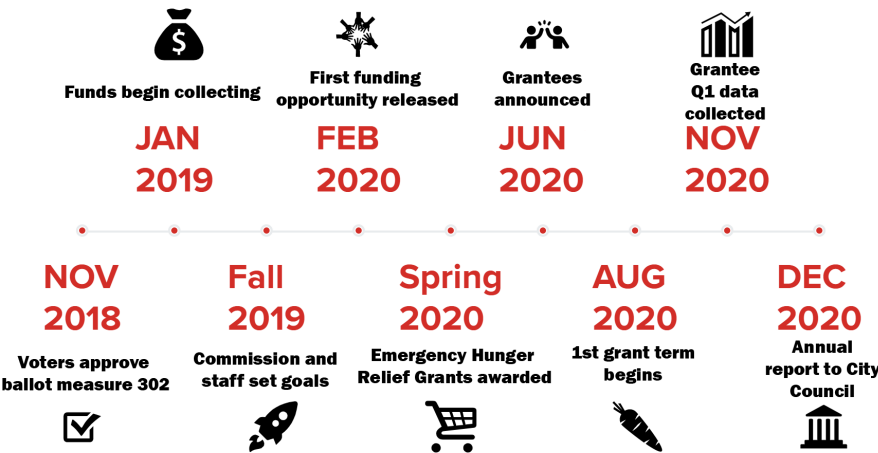 $
Funds begin collecting
JAN
2019
First funding
opportunity released
FEB
2020
Grantees
announced
JUN
2020
Grantee
Q1 data
collected
NOV
2020
NOV
2018
Voters approve
ballot measure 302
Fall
2019
Commission and
staff set goals
Spring
2020
Emergency Hunger
Relief Grants awarded
AUG
2020
1st grant term
begins
DEC
2020
Annual
report to City
Council